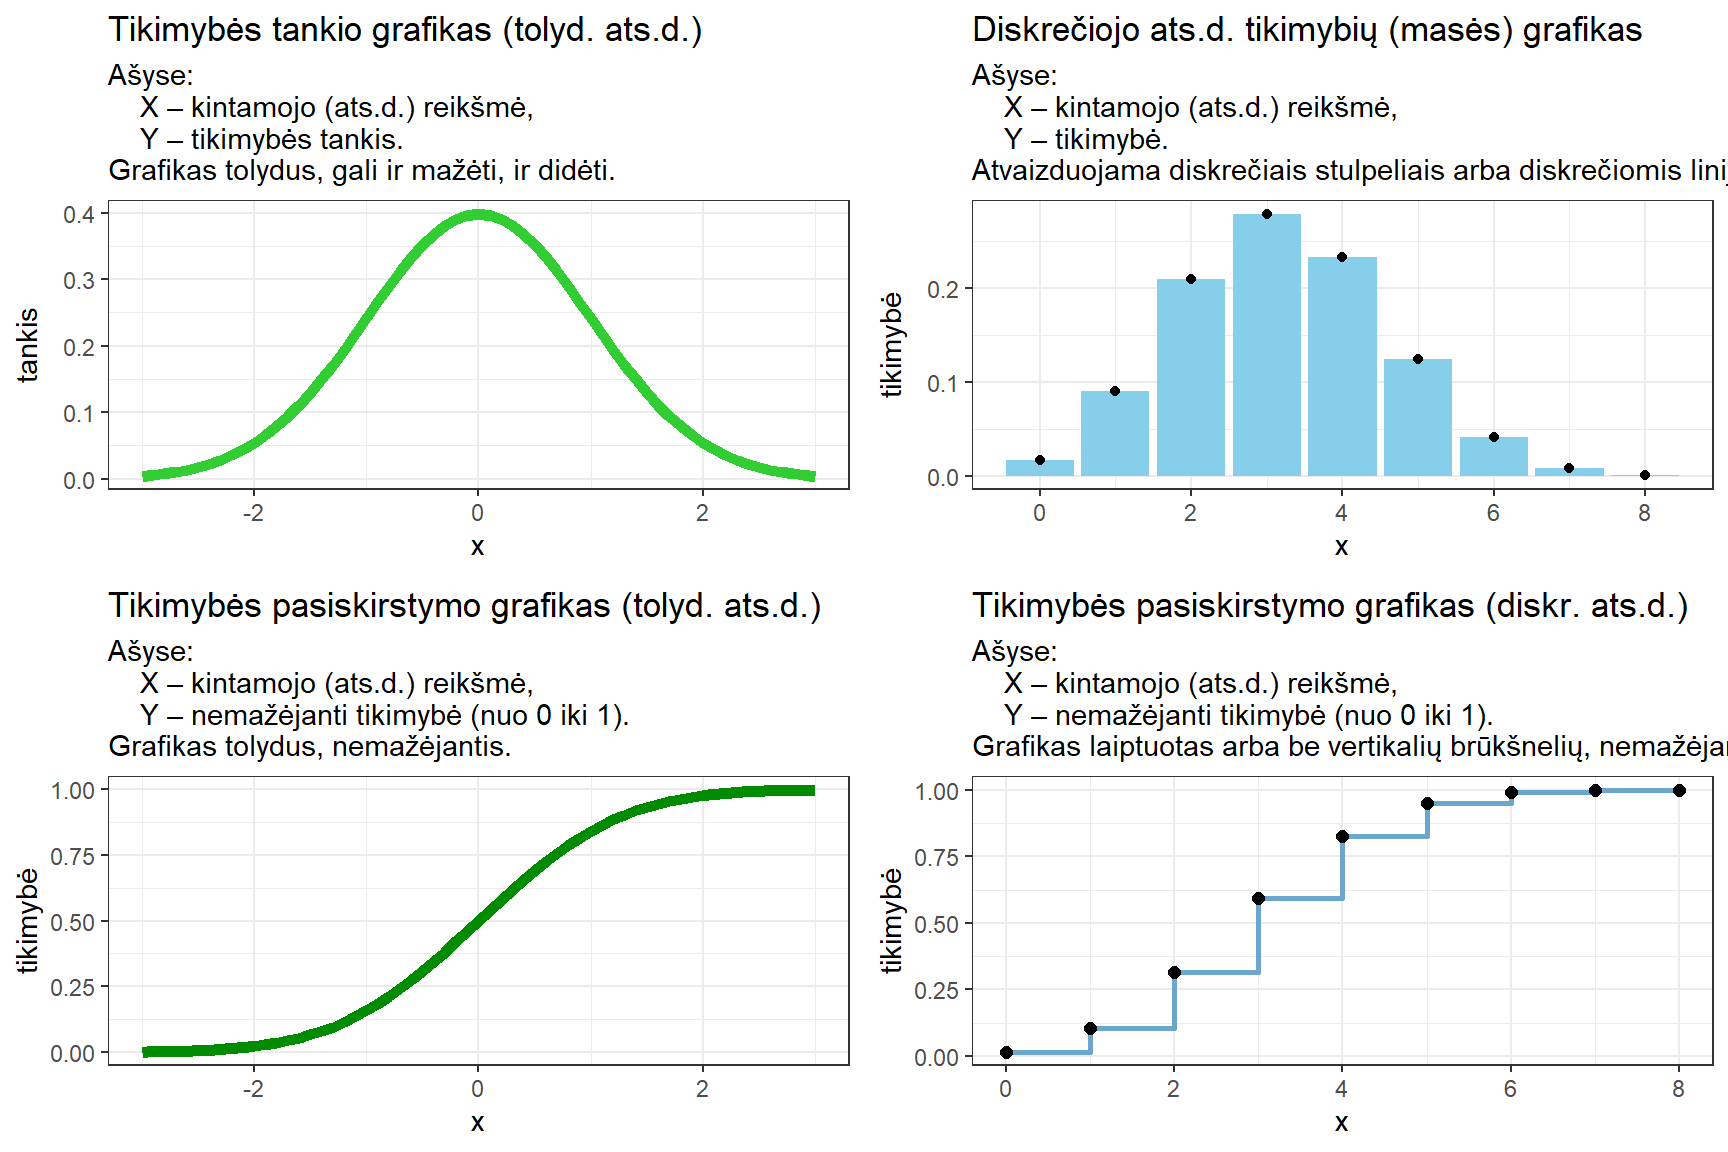 Tikimybės tankio grafikas (tolyd. ats.d.)
Ašyse:
X – kintamojo (ats.d.) reikšmė,
Y – tikimybės tankis.
Grafikas tolydus, gali ir mažėti, ir didėti.
0.4
0.3
0.2
0.1
0.0
tankis
-2 0 2
x
Diskrečiojo ats.d. tikimybių (masės) grafikas
Ašyse:
X – kintamojo (ats.d.) reikšmė,
Y – tikimybė.
Atvaizduojama diskrečiais stulpeliais arba diskrečiomis
0.2
0.1
0.0
tikimybė
0 2 4 6 8
x
Tikimybės pasiskirstymo grafikas (tolyd. ats.d.)
Ašyse:
X – kintamojo (ats.d.) reikšmė,
Y – nemažėjanti tikimybė (nuo 0 iki 1).
Grafikas tolydus, nemažėjantis.
1.00
0.75
0.50
0.25
0.00
tikimybė
-2 0 2
x
Tikimybės pasiskirstymo grafikas (diskr. ats.d.)
Ašyse:
X – kintamojo (ats.d.) reikšmė,
Y – nemažėjanti tikimybė (nuo 0 iki 1).
Grafikas laiptuotas arba be vertikalių brūkšnelių,
1.00
0.75
0.50
0.25
0.00
tikimybė
0 2 4 6 8
x